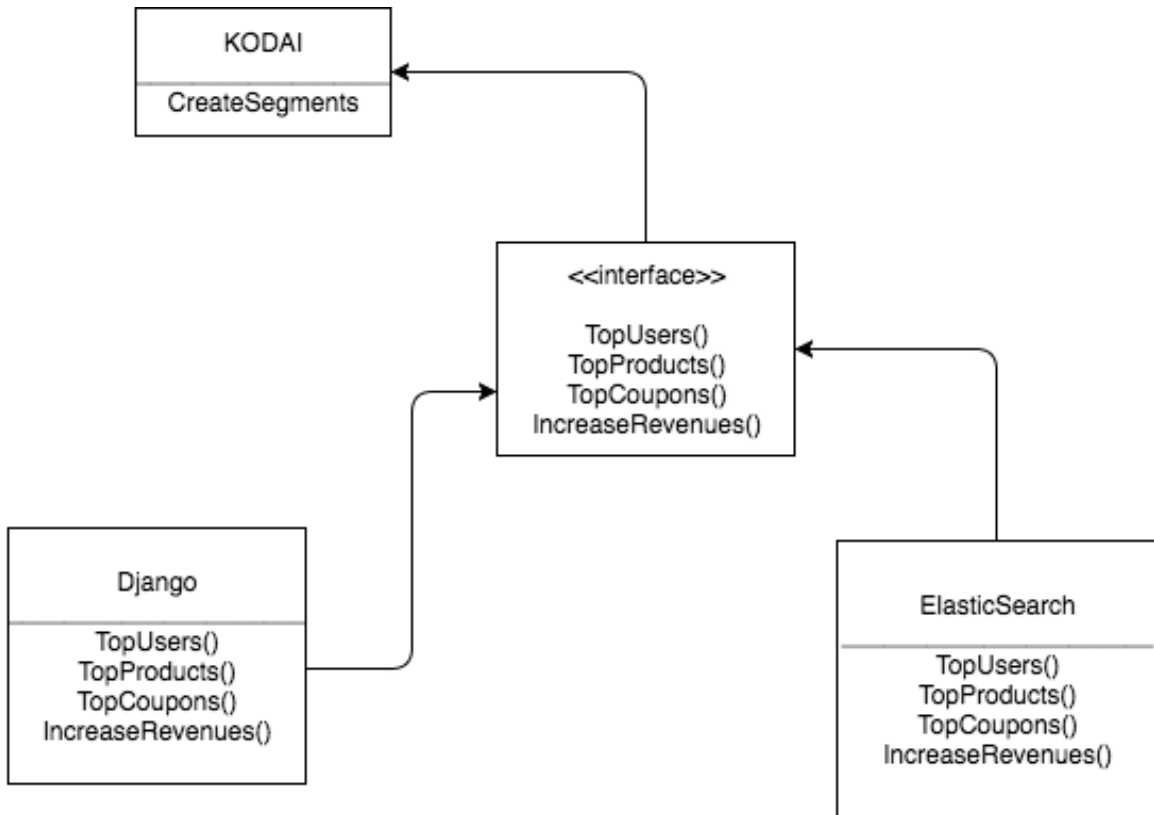 KODAI
CreateSegments
<<interface>>
TopUsers()
TopProducts()
TopCoupons()
IncreaseRevenues()
Django
TopUsers()
TopProducts()
TopCoupons()
IncreaseRevenues()
ElasticSearch
TopUsers()
TopProducts()
TopCoupons()
IncreaseRevenues()